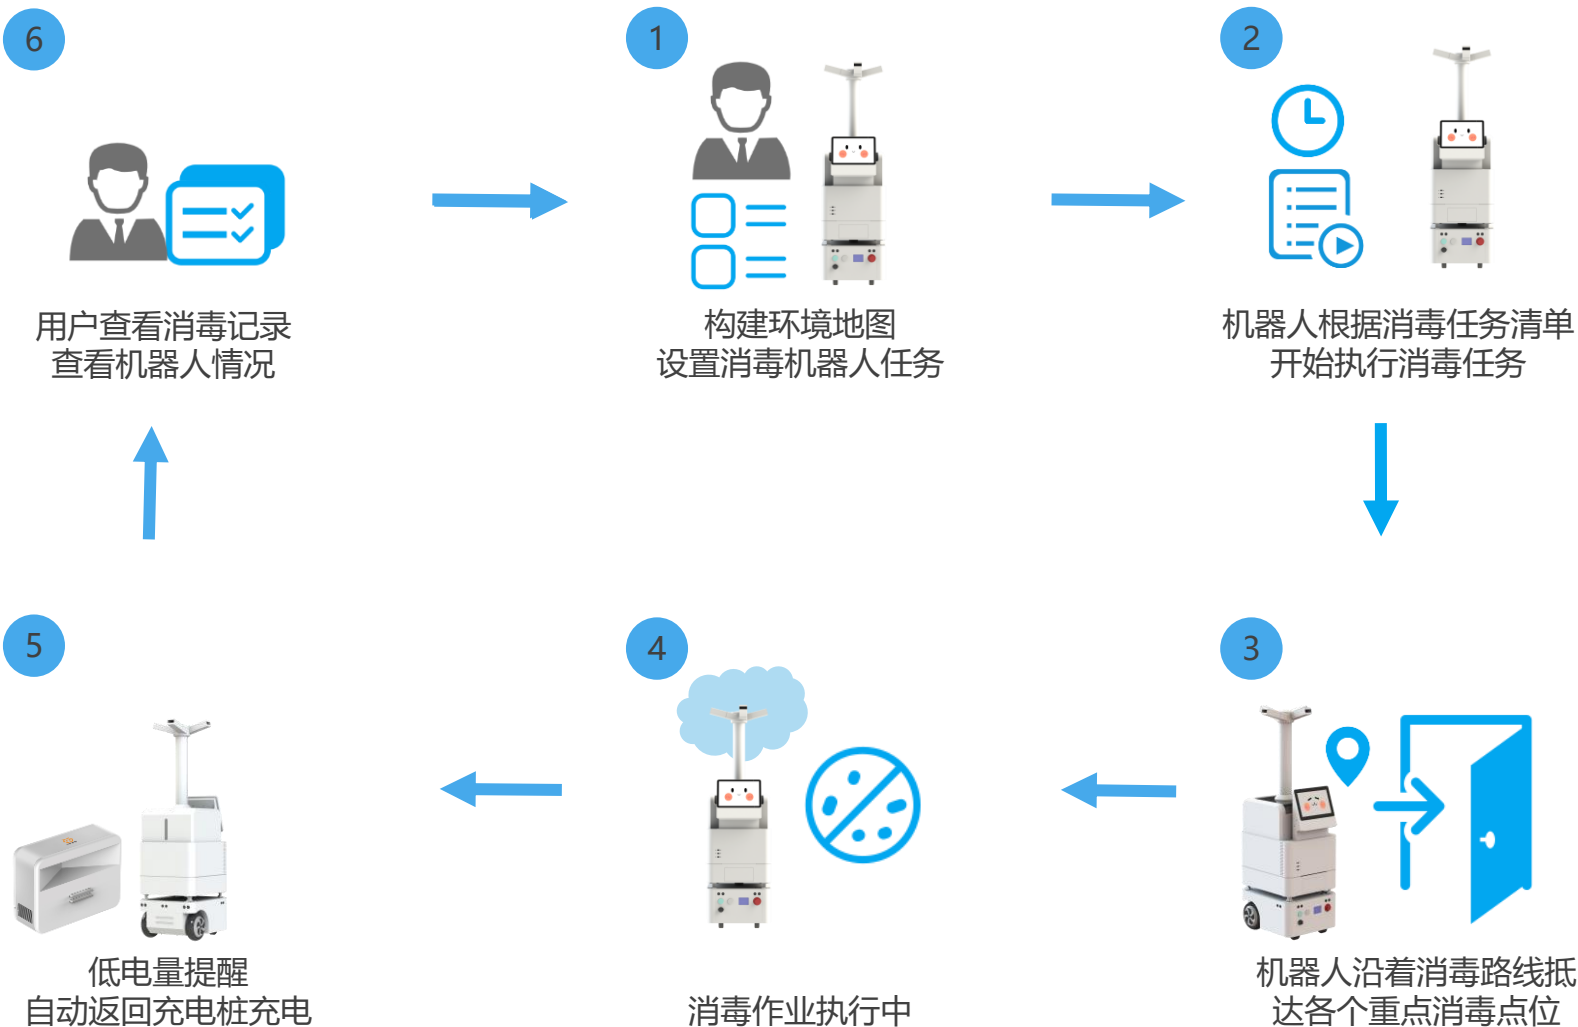 6
用户查看消毒记录
查看机器人情况
1
构建环境地图
设置消毒机器人任务
2
机器人根据消毒任务清单
开始执行消毒任务
5
低电量提醒
自动返回充电桩充电
4
消毒作业执行中
3
机器人沿着消毒路线抵
达各个重点消毒点位